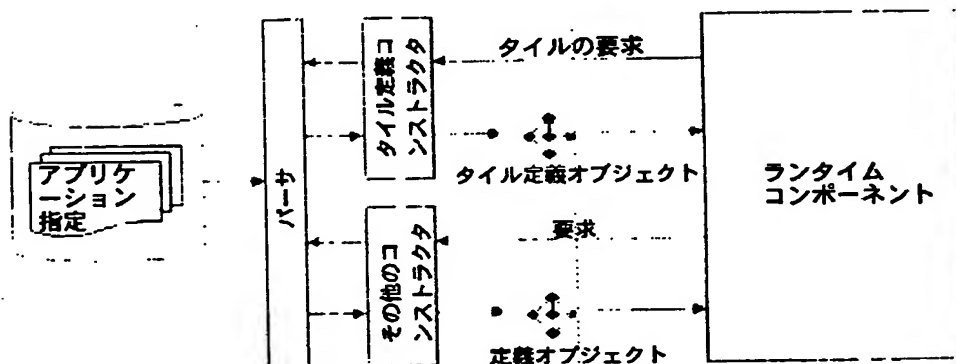 アプリケ
ーション
指定
パーサ
タイル定義コ
ンストラクタ
タイルの要求
タイル定義オブジェクト
その他のコ
ンストラクタ
要求
定義オブジェクト
ランタイム
コンポーネント